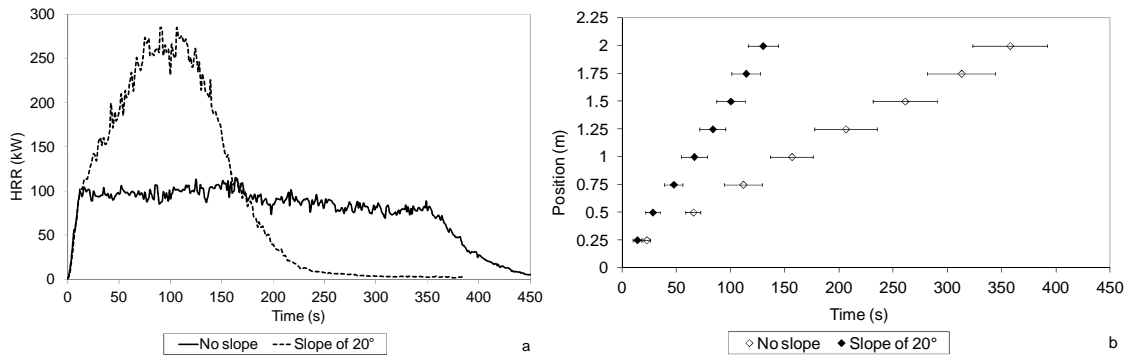 300
250
200
150
100
50
0
HRR (kW)
0 50 100 150 200 250 300 350 400 450
Time (s)
No slope Slope of 20°
a
2.25
2
1.75
1.5
1.25
1
0.75
0.5
0.25
0
Position (m)
0 50 100 150 200 250 300 350 400 450
Time (s)
No slope Slope of 20°
b